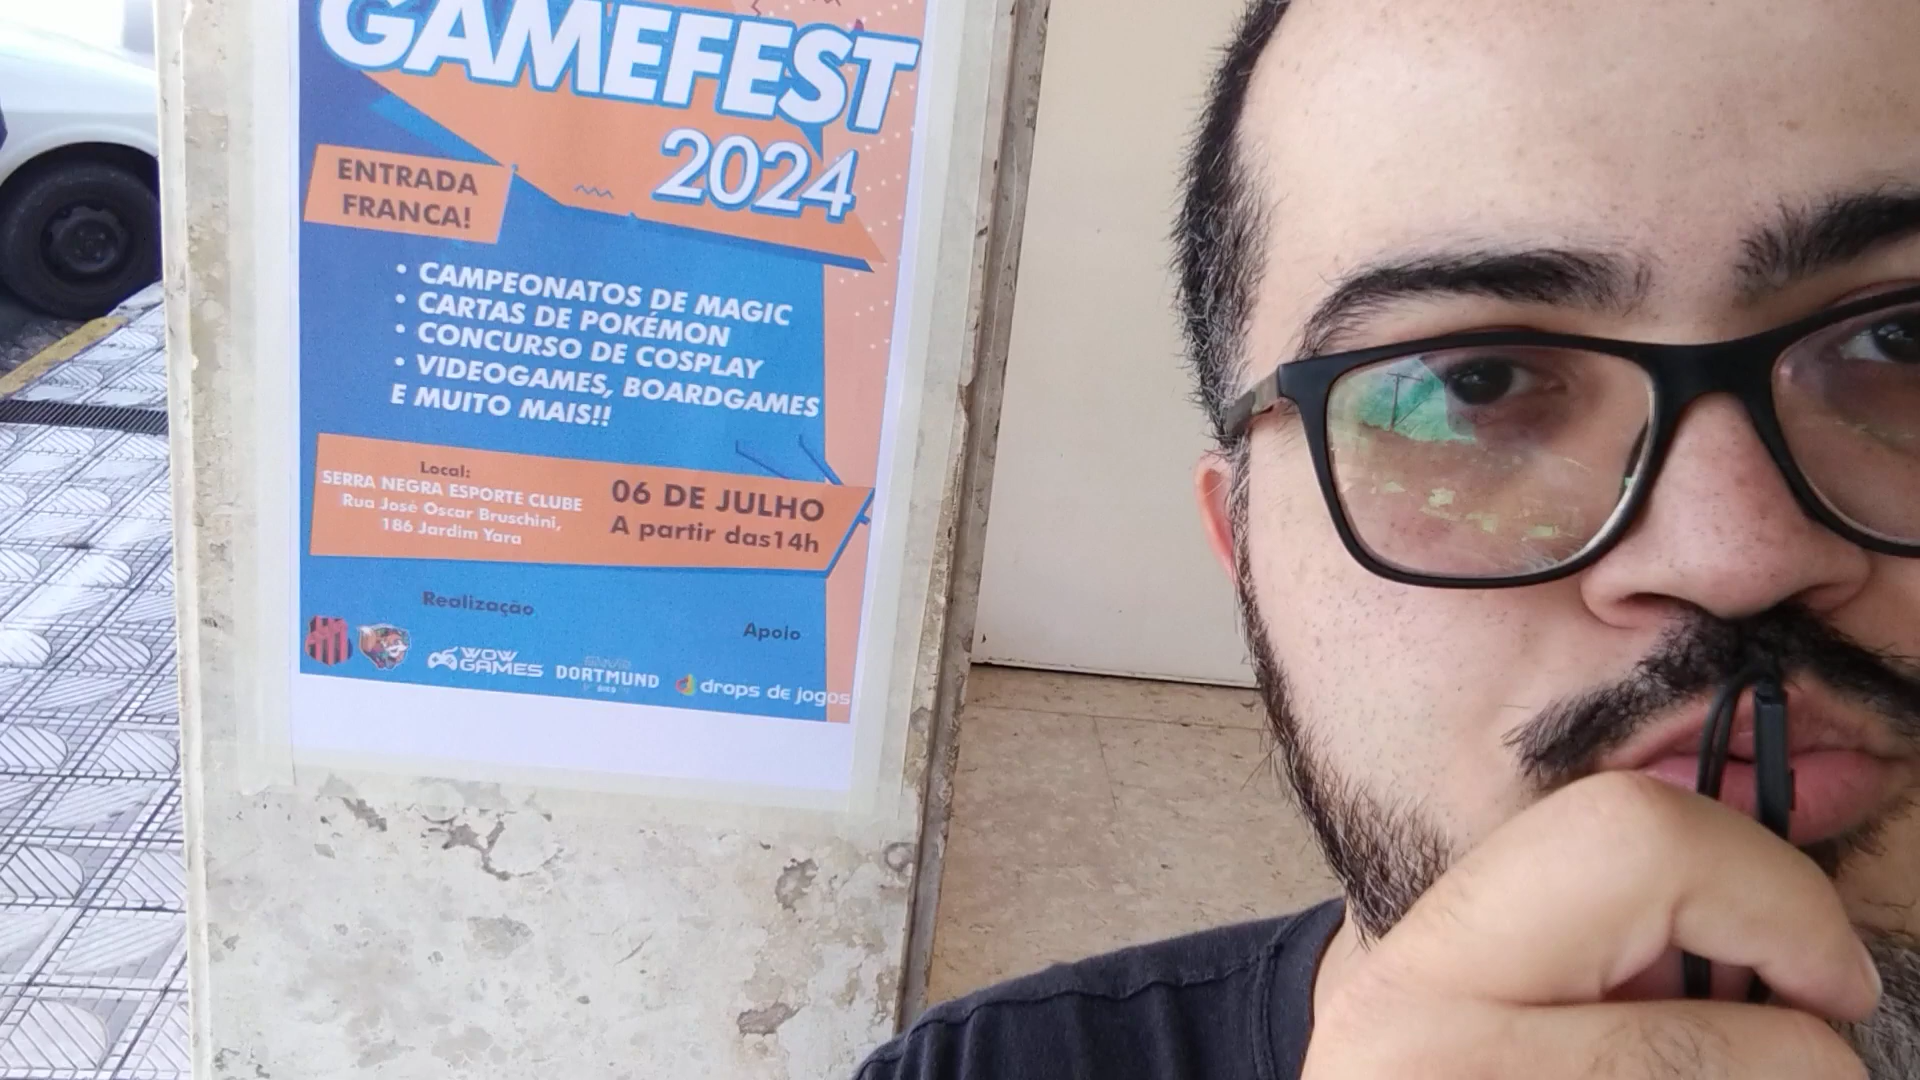 GAMEFEST
2024
ENTRADA
FRANCA!
• CAMPEONATOS DE MAGIC
• CARTAS DE POKÉMON
• CONCURSO DE COSPLAY
• VIDEOGAMES, BOARDGAMES
E MUITO MAIS!!
Local:
SERRA NEGRA ESPORTE CLUBE
Rua José Oscar Bruschini,
186 Jardim Yara
06 DE JULHO
A partir das14h
Realização
Apoio
WOW
GAMES
DORTMUND
drops de jogos